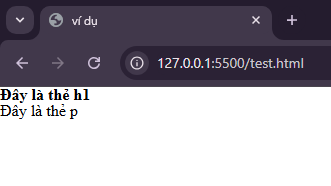 ví dụ
127.0.0.1:5500/test.html
Đây là thẻ h1
Đây là thẻ p